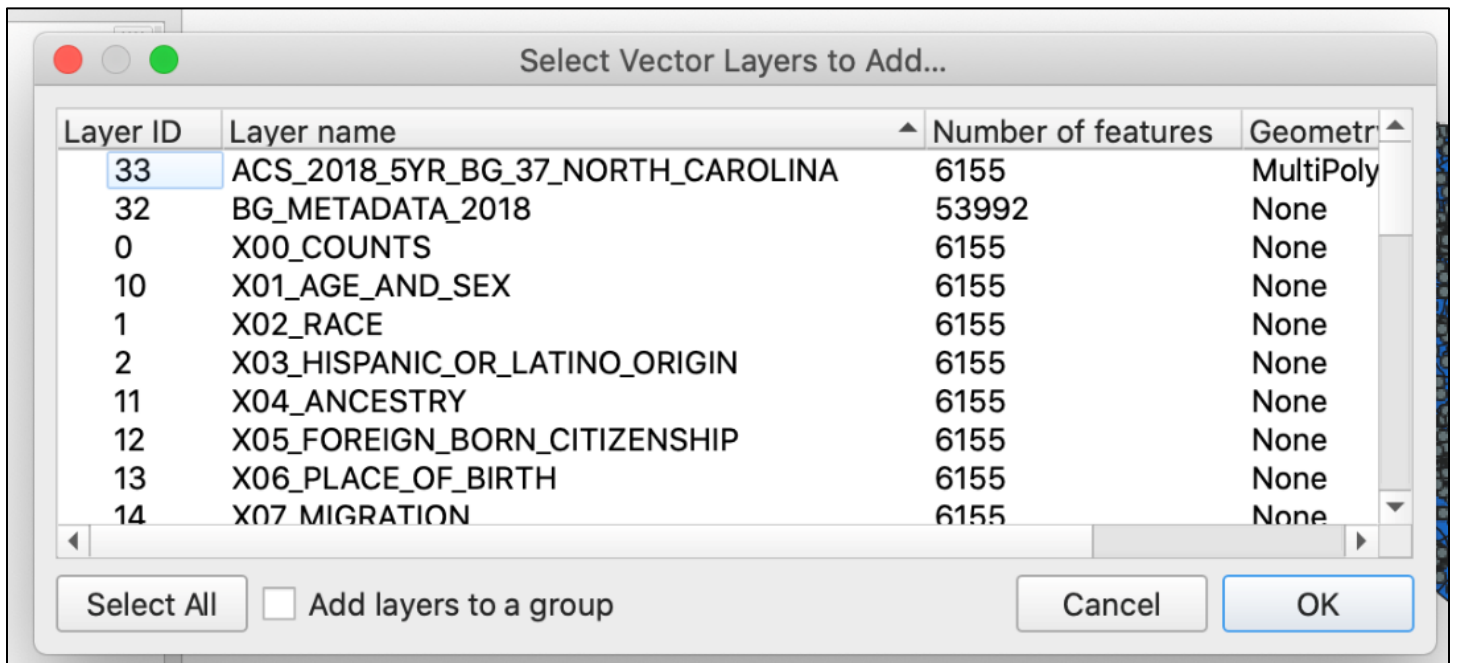 Select Vector Layers to Add...
Layer ID Layer name Number of features Geometr
33 ACS_2018_5YR_BG_37_NORTH_CAROLINA 6155 MultiPoly
32 BG_METADATA_2018 53992 None
0 X00_COUNTS 6155 None
10 X01_AGE_AND_SEX 6155 None
1 X02_RACE 6155 None
2 X03_HISPANIC_OR_LATINO_ORIGIN 6155 None
11 X04_ANCESTRY 6155 None
12 X05_FOREIGN_BORN_CITIZENSHIP 6155 None
13 X06_PLACE_OF_BIRTH 6155 None
14 X07_MIGRATION 6155 None
Select All Add layers to a group Cancel OK